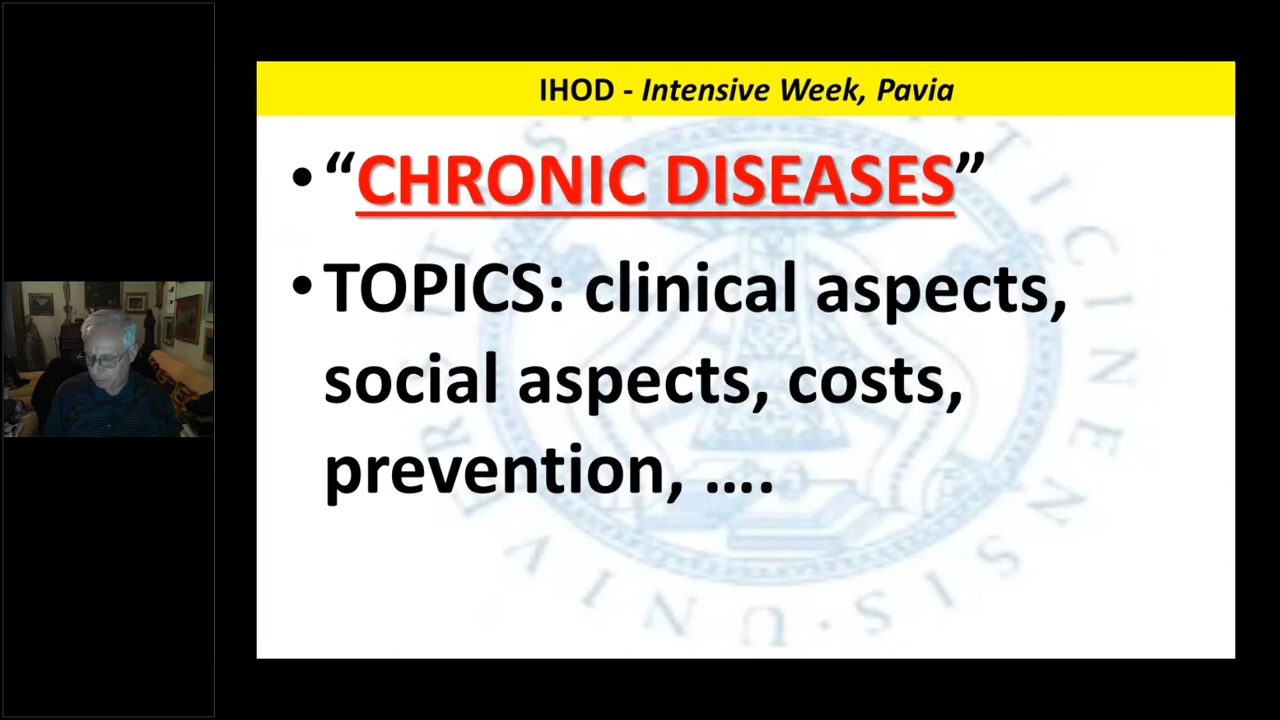 IHOD - Intensive Week, Pavia
• “CHRONIC DISEASES”
• TOPICS: clinical aspects,
social aspects, costs,
prevention, ….